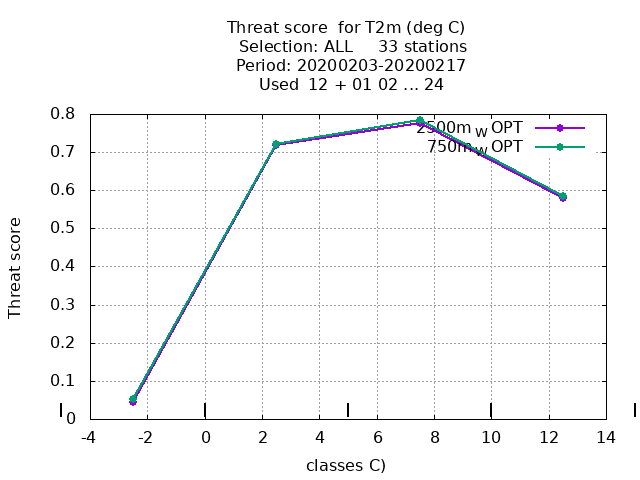 Threat score  for T2m (deg C)
Selection: ALL     33 stations
Period: 20200203-20200217
Used  12 + 01 02 ... 24
2500m W OPT
750m W OPT
Threat score
0.8
0.7
0.6
0.5
0.4
0.3
0.2
0.1
0
-4 -2 0 2 4 6 8 10 12 14
classes C)